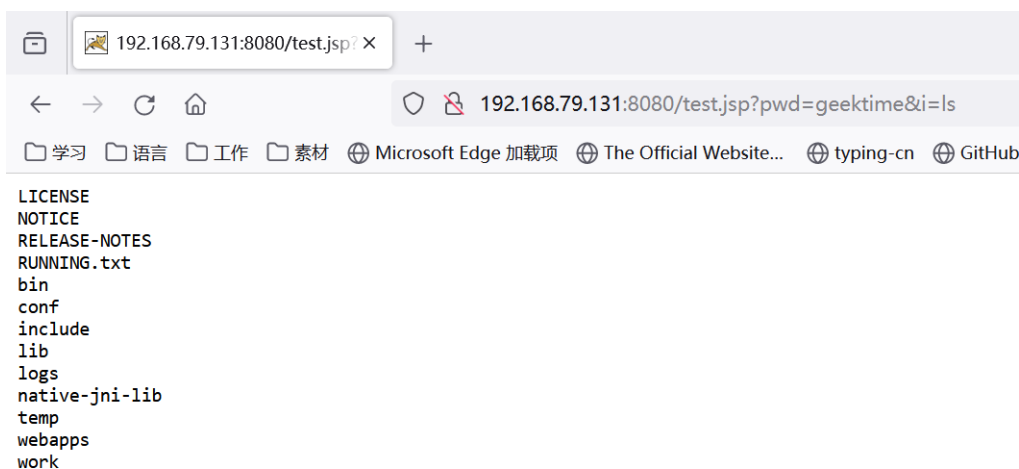 192.168.79.131:8080/test.jsp?
192.168.79.131:8080/test.jsp?pwd=geektime&i=ls
学习 语言 工作 素材 Microsoft Edge 加载项 The Official Website... typing-cn GitHub
LICENSE
NOTICE
RELEASE-NOTES
RUNNING.txt
bin
conf
include
lib
logs
native-jni-lib
temp
webapps
work